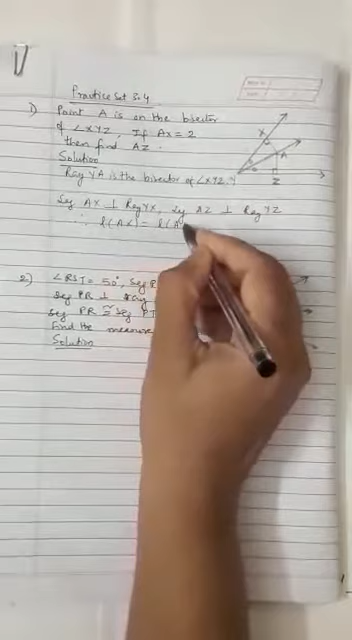 Practice Set 3.4
1) Point A is on the bisector
of ∠XYZ. If AX = 2
then find AZ.
Solution
Ray YA is the bisector of ∠XYZ.
X
A
Y
Z
Seg AX ⊥ Ray YX, Seg AZ ⊥ Ray YZ
∴ l(AX) = l(A
2) ∠RST = 50°, Seg
Seg PR ⊥ ray
Seg PR ≅ Seg PT
Find the measure
Solution